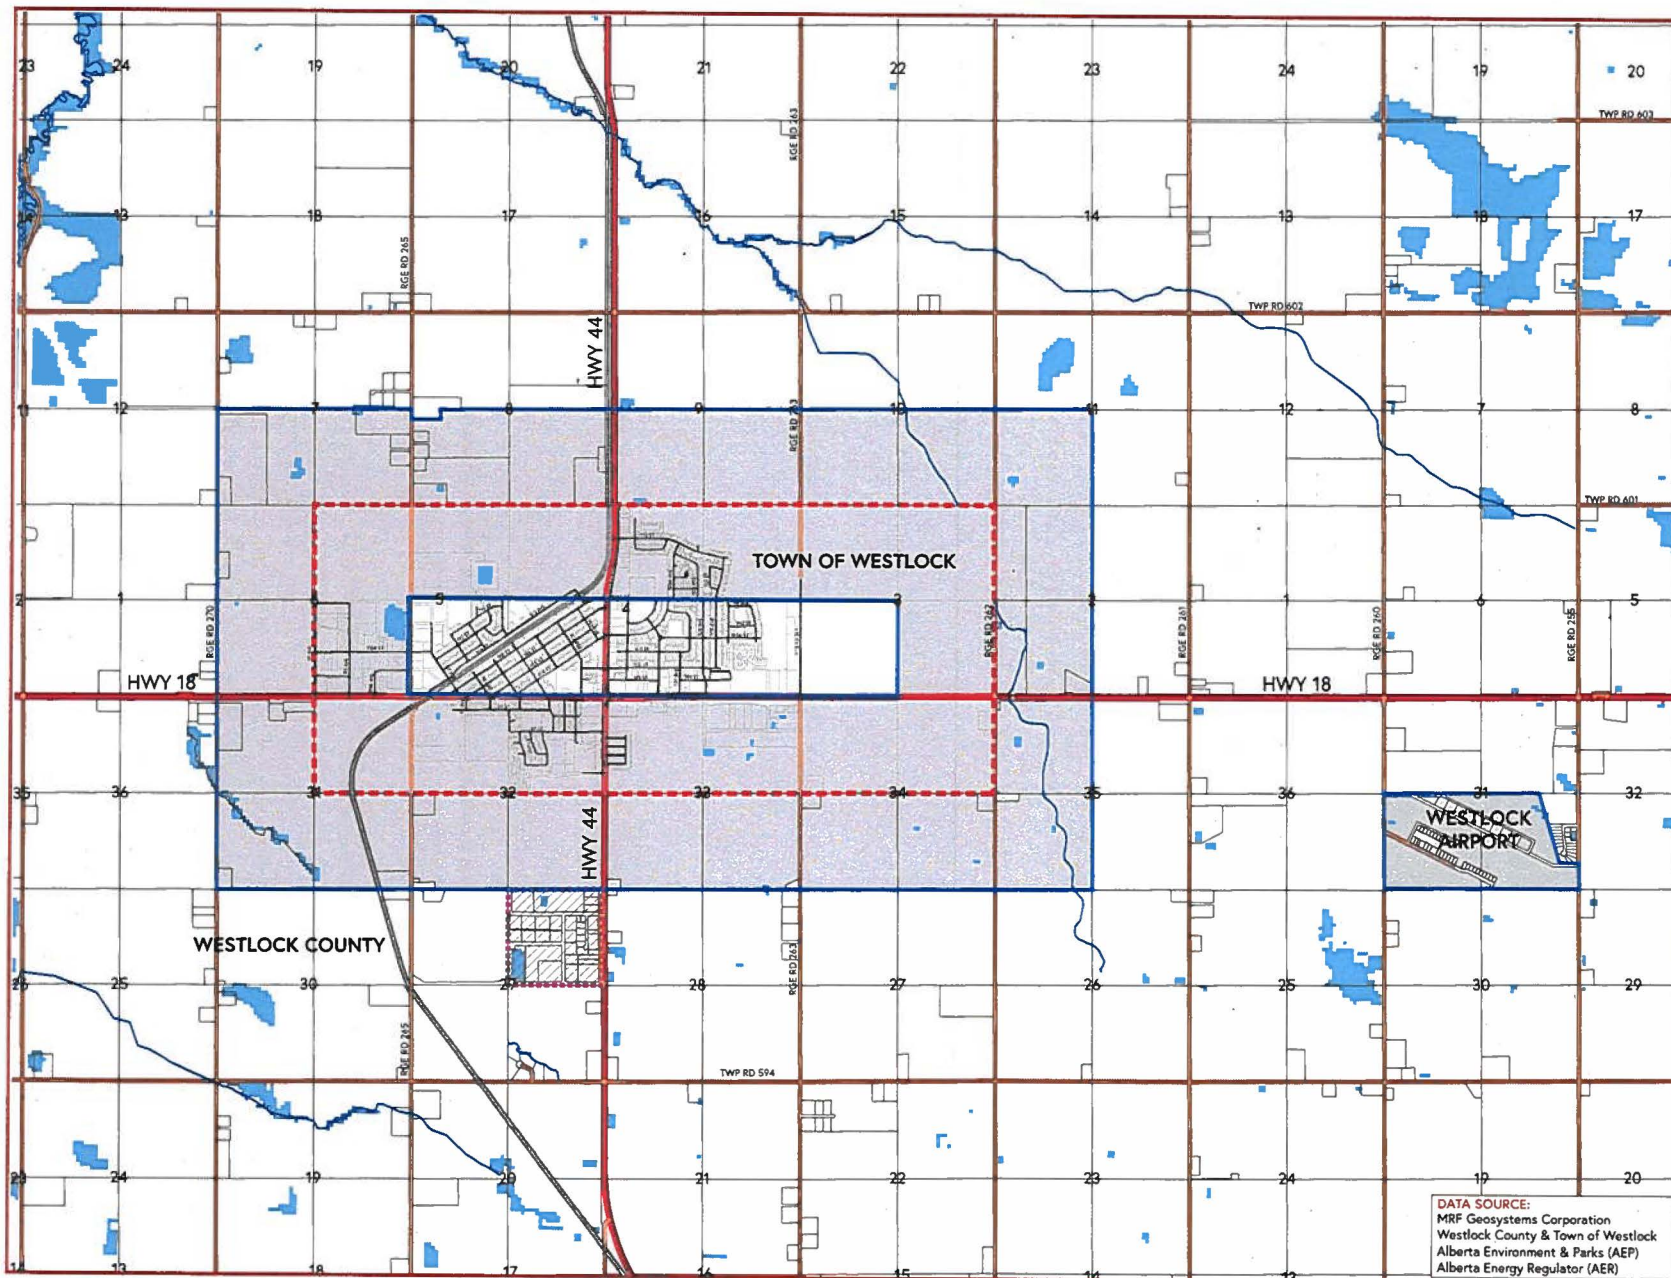 23 24 19 20 21 22 23 24 19 20
TWP RD 603
RGE RD 263
13 18 17 16 15 14 13 18 17
RGE RD 265
TWP RD 602
HWY 44
12 7 8 9 10 11 12 7 8
RGE RD 263
TWP RD 601
TOWN OF WESTLOCK
1 6 5 4 3 2 1 6 5
RGE RD 270
RGE RD 262
RGE RD 261
RGE RD 260
RGE RD 255
HWY 18
HWY 18
35 36 31 32 33 34 35 36 31 32
WESTLOCK
AIRPORT
HWY 44
WESTLOCK COUNTY
RGE RD 263
26 25 30 29 28 27 26 25 30 29
RGE RD 265
TWP RD 594
23 24 19 20 21 22 23 24 19 20
DATA SOURCE:
MRF Geosystems Corporation
Westlock County & Town of Westlock
Alberta Environment & Parks (AEP)
Alberta Energy Regulator (AER)
14 13 18 17 16 15